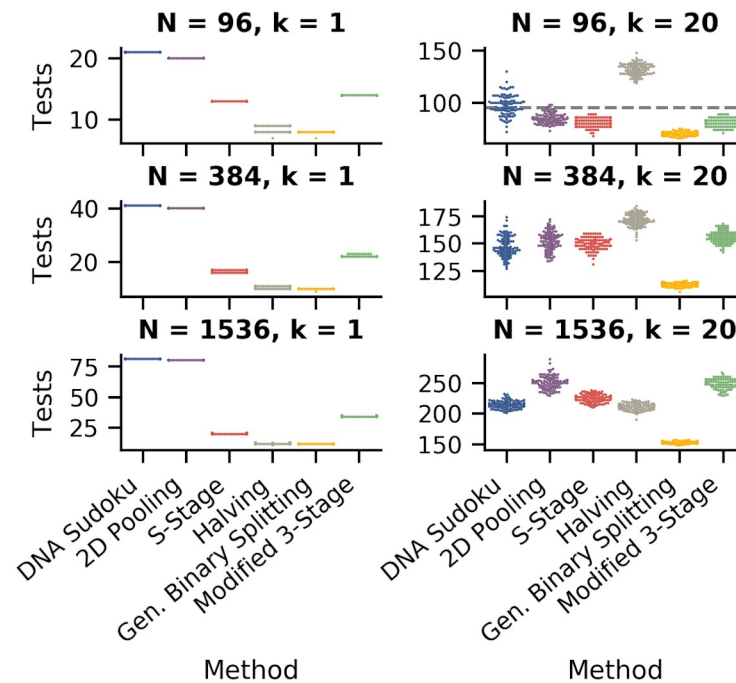 N = 96, k = 1
N = 96, k = 20
Tests
20
10
150
100
N = 384, k = 1
N = 384, k = 20
Tests
40
20
175
150
125
N = 1536, k = 1
N = 1536, k = 20
Tests
75
50
25
250
200
150
DNA Sudoku
2D Pooling
S-Stage
Halving
Gen. Binary Splitting
Modified 3-Stage
DNA Sudoku
2D Pooling
S-Stage
Halving
Gen. Binary Splitting
Modified 3-Stage
Method
Method